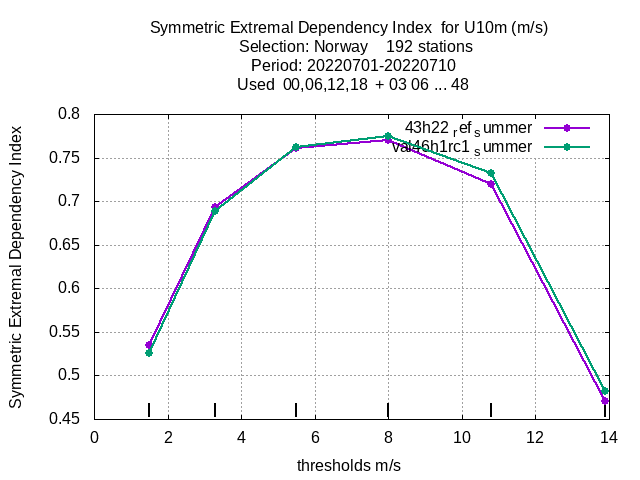 Symmetric Extremal Dependency Index  for U10m (m/s)
Selection: Norway    192 stations
Period: 20220701-20220710
Used  00,06,12,18  + 03 06 ... 48
Symmetric Extremal Dependency Index
0.8
0.75
0.7
0.65
0.6
0.55
0.5
0.45
43h22 ref summer
val46h1rc1 summer
0 2 4 6 8 10 12 14
thresholds m/s